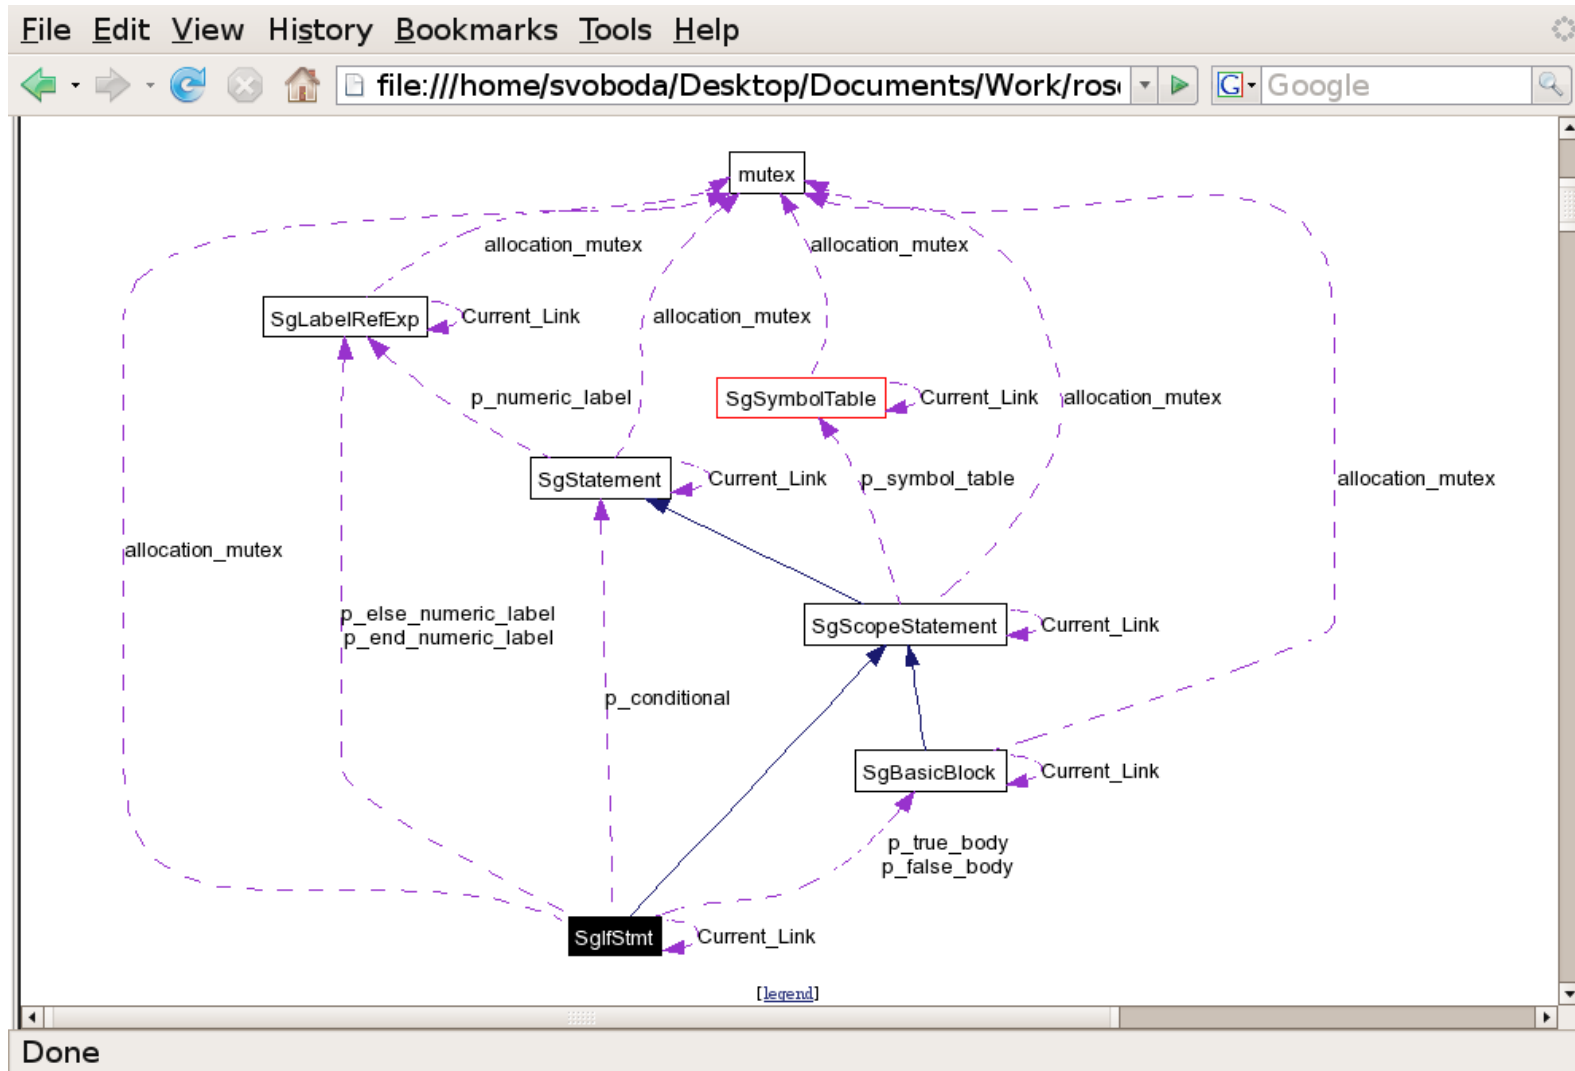 File Edit View History Bookmarks Tools Help
file:///home/svoboda/Desktop/Documents/Work/rose
G Google
mutex
allocation_mutex
allocation_mutex
SgLabelRefExp
Current_Link
allocation_mutex
p_numeric_label
SgSymbolTable
Current_Link
allocation_mutex
SgStatement
Current_Link
p_symbol_table
allocation_mutex
allocation_mutex
p_else_numeric_label
p_end_numeric_label
SgScopeStatement
Current_Link
p_conditional
SgBasicBlock
Current_Link
p_true_body
p_false_body
SgIfStmt
Current_Link
[legend]
Done